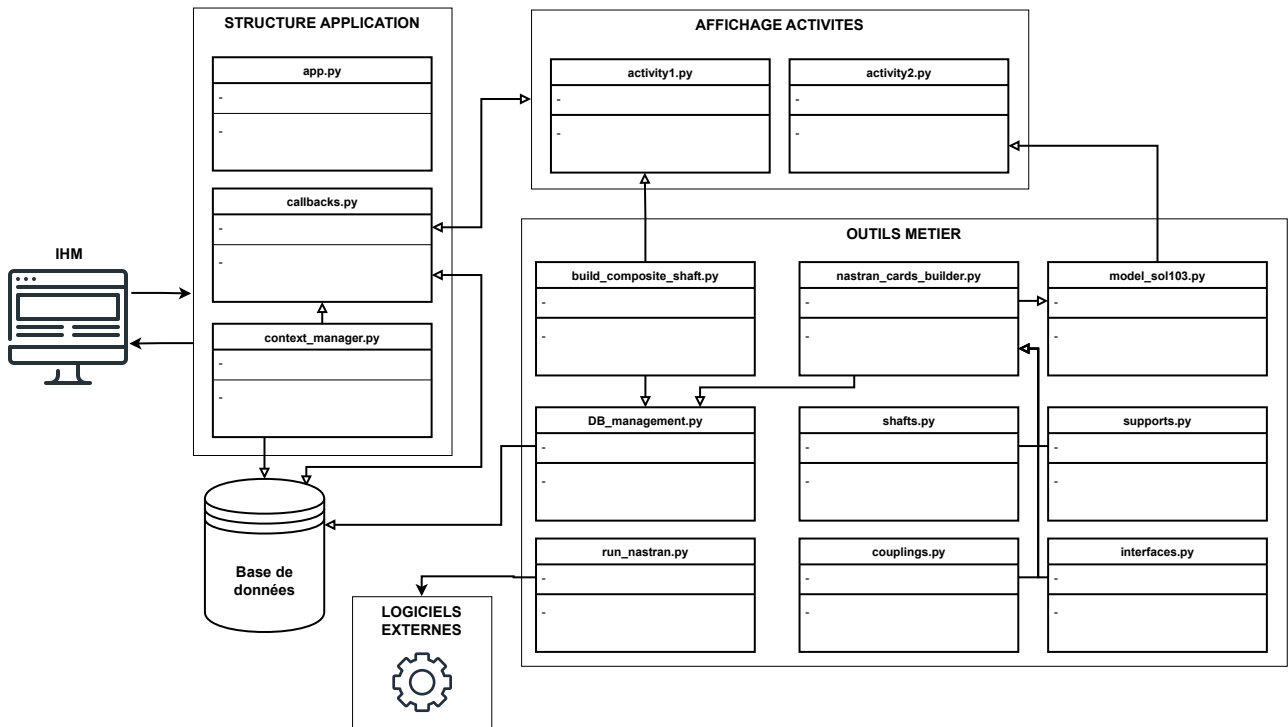 STRUCTURE APPLICATION
app.py
-
-
callbacks.py
-
-
context_manager.py
-
-
IHM
Base de
données
AFFICHAGE ACTIVITES
activity1.py
-
-
activity2.py
-
-
OUTILS METIER
build_composite_shaft.py
-
-
nastran_cards_builder.py
-
-
model_sol103.py
-
-
DB_management.py
-
-
shafts.py
-
-
supports.py
-
-
run_nastran.py
-
-
couplings.py
-
-
interfaces.py
-
-
LOGICIELS
EXTERNES